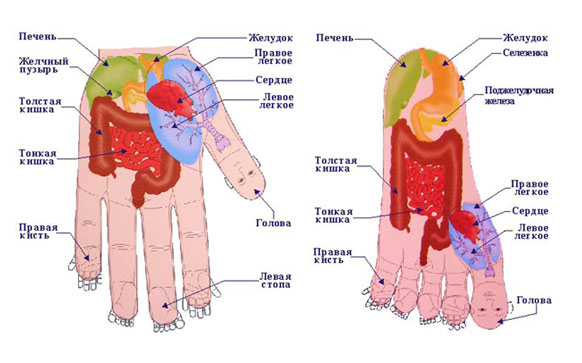 Печень
Желчный
пузырь
Толстая
кишка
Тонкая
кишка
Правая
кисть
Желудок
Правое
легкое
Сердце
Левое
легкое
Голова
Левая
стопа
Печень
Желудок
Селезенка
Поджелудочная
железа
Толстая
кишка
Тонкая
кишка
Правая
кисть
Правое
легкое
Сердце
Левое
легкое
Голова